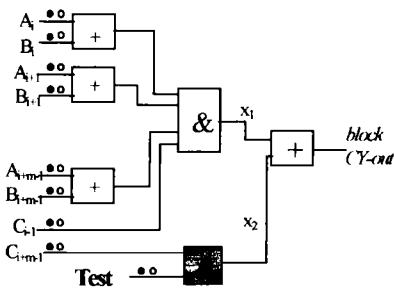 Ai
+
Bi
Ai+1
+
Bi+1
&
x1
block
+
CY-out
Ai+m-1
+
Bi+m-1
x2
Ci-1
Ci+m-1
Test